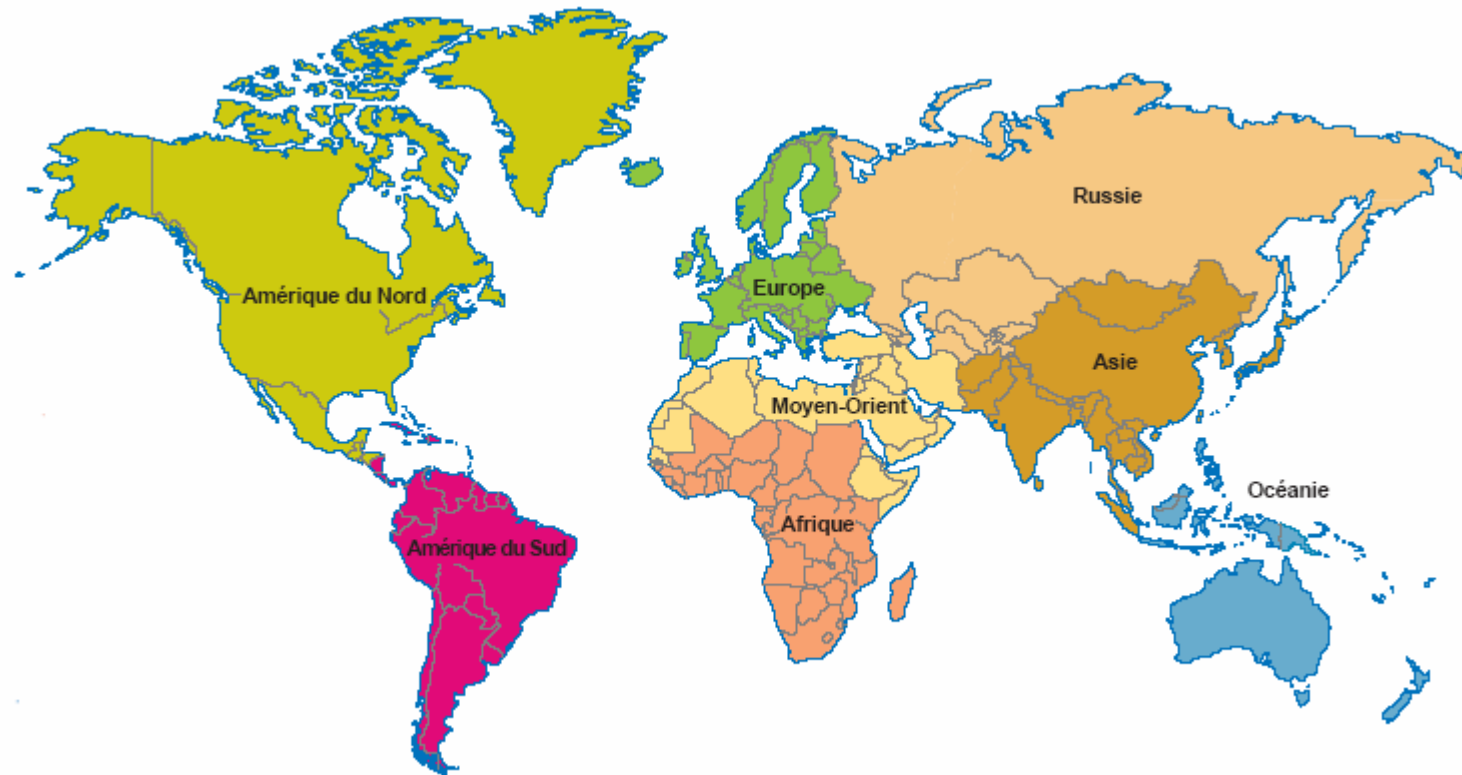 Russie
Europe
Amérique du Nord
Asie
Moyen-Orient
Océanie
Afrique
Amérique du Sud